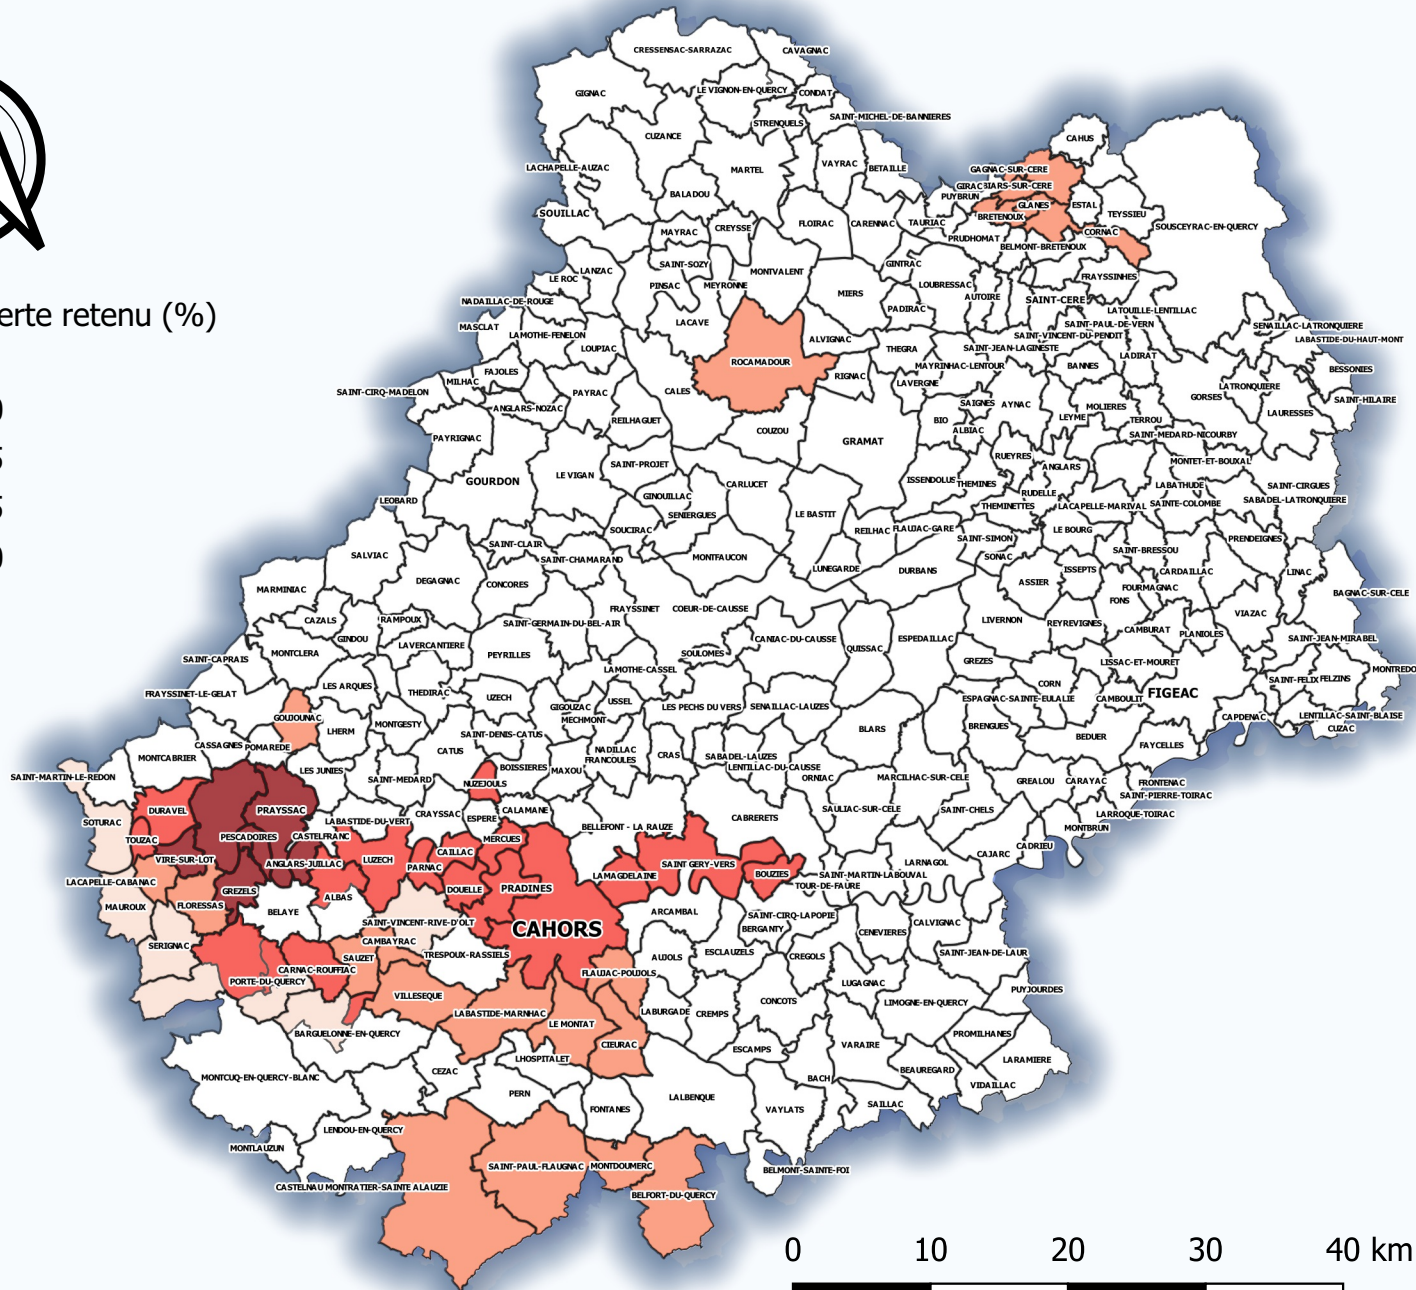 CRESSENSAC-SARRAZAC
CAVAGNAC
GIGNAC
LE VIGNON-EN-QUERCY
CONDAT
STRENQUELS
SAINT-MICHEL-DE-BANNIERES
CUZANCE
CAHUS
LACHAPELLE-AUZAC
MARTEL
VAYRAC
BETAILLE
GAGNAC-SUR-CERE
GIRAC
BIARS-SUR-CERE
PUYBRUN
BALADOU
GLANES
ESTAL
SOUILLAC
BRETENOUX
TEYSSIEU
MAYRAC
CREYSSE
FLOIRAC
CARENNAC
TAURIAC
CORNAC
SOUSCEYRAC-EN-QUERCY
PRUDHOMAT
BELMONT-BRETENOUX
SAINT-SOZY
MONTVALENT
GINTRAC
LANZAC
LE ROC
PINSAC
MEYRONNE
LOUBRESSAC
FRAYSSINHES
MIERS
AUTOIRE
SAINT-CERE
NADAILLAC-DE-ROUGE
PADIRAC
LATOUILLE-LENTILLAC
erte retenu (%)
MASCLAT
LACAVE
SAINT-PAUL-DE-VERN
SENAILLAC-LATRONQUIERE
LAMOTHE-FENELON
SAINT-VINCENT-DU-PENDIT
LABASTIDE-DU-HAUT-MONT
ALVIGNAC
LOUPIAC
THEGRA
SAINT-JEAN-LAGINESTE
LADIRAT
ROCAMADOUR
MAYRINHAC-LENTOUR
BANNES
BESSONIES
FAJOLES
MILHAC
RIGNAC
LAVERGNE
LATRONQUIERE
SAINT-CIRQ-MADELON
PAYRAC
CALES
GORSES
SAINT-HILAIRE
ANGLARS-NOZAC
SAIGNES
AYNAC
MOLIERES
LAURESSES
REILHAGUET
BIO
LEYME
TERROU
COUZOU
ALBIAC
SAINT-MEDARD-NICOURBY
PAYRIGNAC
GRAMAT
RUEYRES
SAINT-PROJET
ANGLARS
MONTET-ET-BOUXAL
LE VIGAN
GOURDON
CARLUCET
ISSENDOLUS
THEMINES
LABATHUDE
SAINT-CIRGUES
GINOUILLAC
RUDELLE
LEOBARD
SABADEL-LATRONQUIERE
THEMINETTES
LACAPELLE-MARIVAL
SAINTE-COLOMBE
SENIERGUES
LE BASTIT
SOUCIRAC
REILHAC
FLAUJAC-GARE
LE BOURG
SAINT-SIMON
PRENDEIGNES
SAINT-CLAIR
SAINT-BRESSOU
SALVIAC
SAINT-CHAMARAND
MONTFAUCON
SONAC
LUNEGARDE
DURBANS
ISSEPTS
CARDAILLAC
LINAC
DEGAGNAC
CONCORES
ASSIER
FOURMAGNAC
MARMINIAC
BAGNAC-SUR-CELE
FONS
FRAYSSINET
COEUR-DE-CAUSSE
VIAZAC
CAZALS
RAMPOUX
SAINT-GERMAIN-DU-BEL-AIR
LIVERNON
REYREVIGNES
CAMBURAT
PLANIOLES
GINDOU
LAVERCANTIERE
CANIAC-DU-CAUSSE
ESPEDAILLAC
SAINT-JEAN-MIRABEL
QUISSAC
MONTCLERA
PEYRILLES
SOULOMES
SAINT-CAPRAIS
GREZES
LISSAC-ET-MOURET
LAMOTHE-CASSEL
MONTREDO
SAINT-FELIX
FELZINS
LES ARQUES
CORN
FRAYSSINET-LE-GELAT
THEDIRAC
UZECH
USSEL
ESPAGNAC-SAINTE-EULALIE
CAMBOULIT
FIGEAC
GIGOUZAC
LES PECHS DU VERS
SENAILLAC-LAUZES
GOUJOUNAC
MECHMONT
CAPDENAC
LENTILLAC-SAINT-BLAISE
MONTGESTY
LHERM
BLARS
BRENGUES
CUZAC
SAINT-DENIS-CATUS
BEDUER
CASSAGNES
POMAREDE
FAYCELLES
CATUS
NADILLAC
FRANCOULES
CRAS
SABADEL-LAUZES
MONTCABRIER
LENTILLAC-DU-CAUSSE
BOISSIERES
MAXOU
LES JUNIES
SAINT-MARTIN-LE-REDON
SAINT-MEDARD
ORNIAC
MARCILHAC-SUR-CELE
GREALOU
CARAYAC
FRONTENAC
NUZEJOULS
SAINT-PIERRE-TOIRAC
DURAVEL
PRAYSSAC
CALAMANE
SAULIAC-SUR-CELE
SAINT-CHELS
CRAYSSAC
ESPERE
LARROQUE-TOIRAC
CABRERETS
SOTURAC
LABASTIDE-DU-VERT
BELLEFONT - LA RAUZE
MONTBRUN
PESCADOIRES
CASTELFRANC
TOUZAC
MERCUES
CADRIEU
CAILLAC
CAJARC
VIRE-SUR-LOT
ANGLARS-JUILLAC
LUZECH
PARNAC
SAINT GERY-VERS
LARNAGOL
LAMAGDELAINE
BOUZIES
SAINT-MARTIN-LABOUVAL
LACAPELLE-CABANAC
TOUR-DE-FAURE
GREZELS
DOUELLE
PRADINES
ALBAS
MAUROUX
FLORESSAS
BELAYE
ARCAMBAL
SAINT-CIRQ-LAPOPIE
SAINT-VINCENT-RIVE-D'OLT
CALVIGNAC
CAHORS
BERGANTY
CENEVIERES
SERIGNAC
CAMBAYRAC
ESCLAUZELS
SAINT-JEAN-DE-LAUR
TRESPOUX-RASSIELS
SAUZET
AUJOLS
CREGOLS
CARNAC-ROUFFIAC
FLAUJAC-POUJOLS
PORTE-DU-QUERCY
LUGAGNAC
PUYJOURDES
VILLESEQUE
CONCOTS
LIMOGNE-EN-QUERCY
LABASTIDE-MARNHAC
LABURGADE
CREMPS
LE MONTAT
BARGUELONNE-EN-QUERCY
PROMILHANES
CIEURAC
VARAIRE
ESCAMPS
LHOSPITALET
LARAMIERE
CEZAC
BEAUREGARD
MONTCUQ-EN-QUERCY-BLANC
BACH
VIDAILLAC
PERN
LALBENQUE
FONTANES
VAYLATS
SAILLAC
LENDOU-EN-QUERCY
MONTLAUZUN
SAINT-PAUL-FLAUGNAC
MONTDOUMERC
BELMONT-SAINTE-FOI
CASTELNAU MONTRATIER-SAINTE ALAUZIE
BELFORT-DU-QUERCY
0 10 20 30 40 km